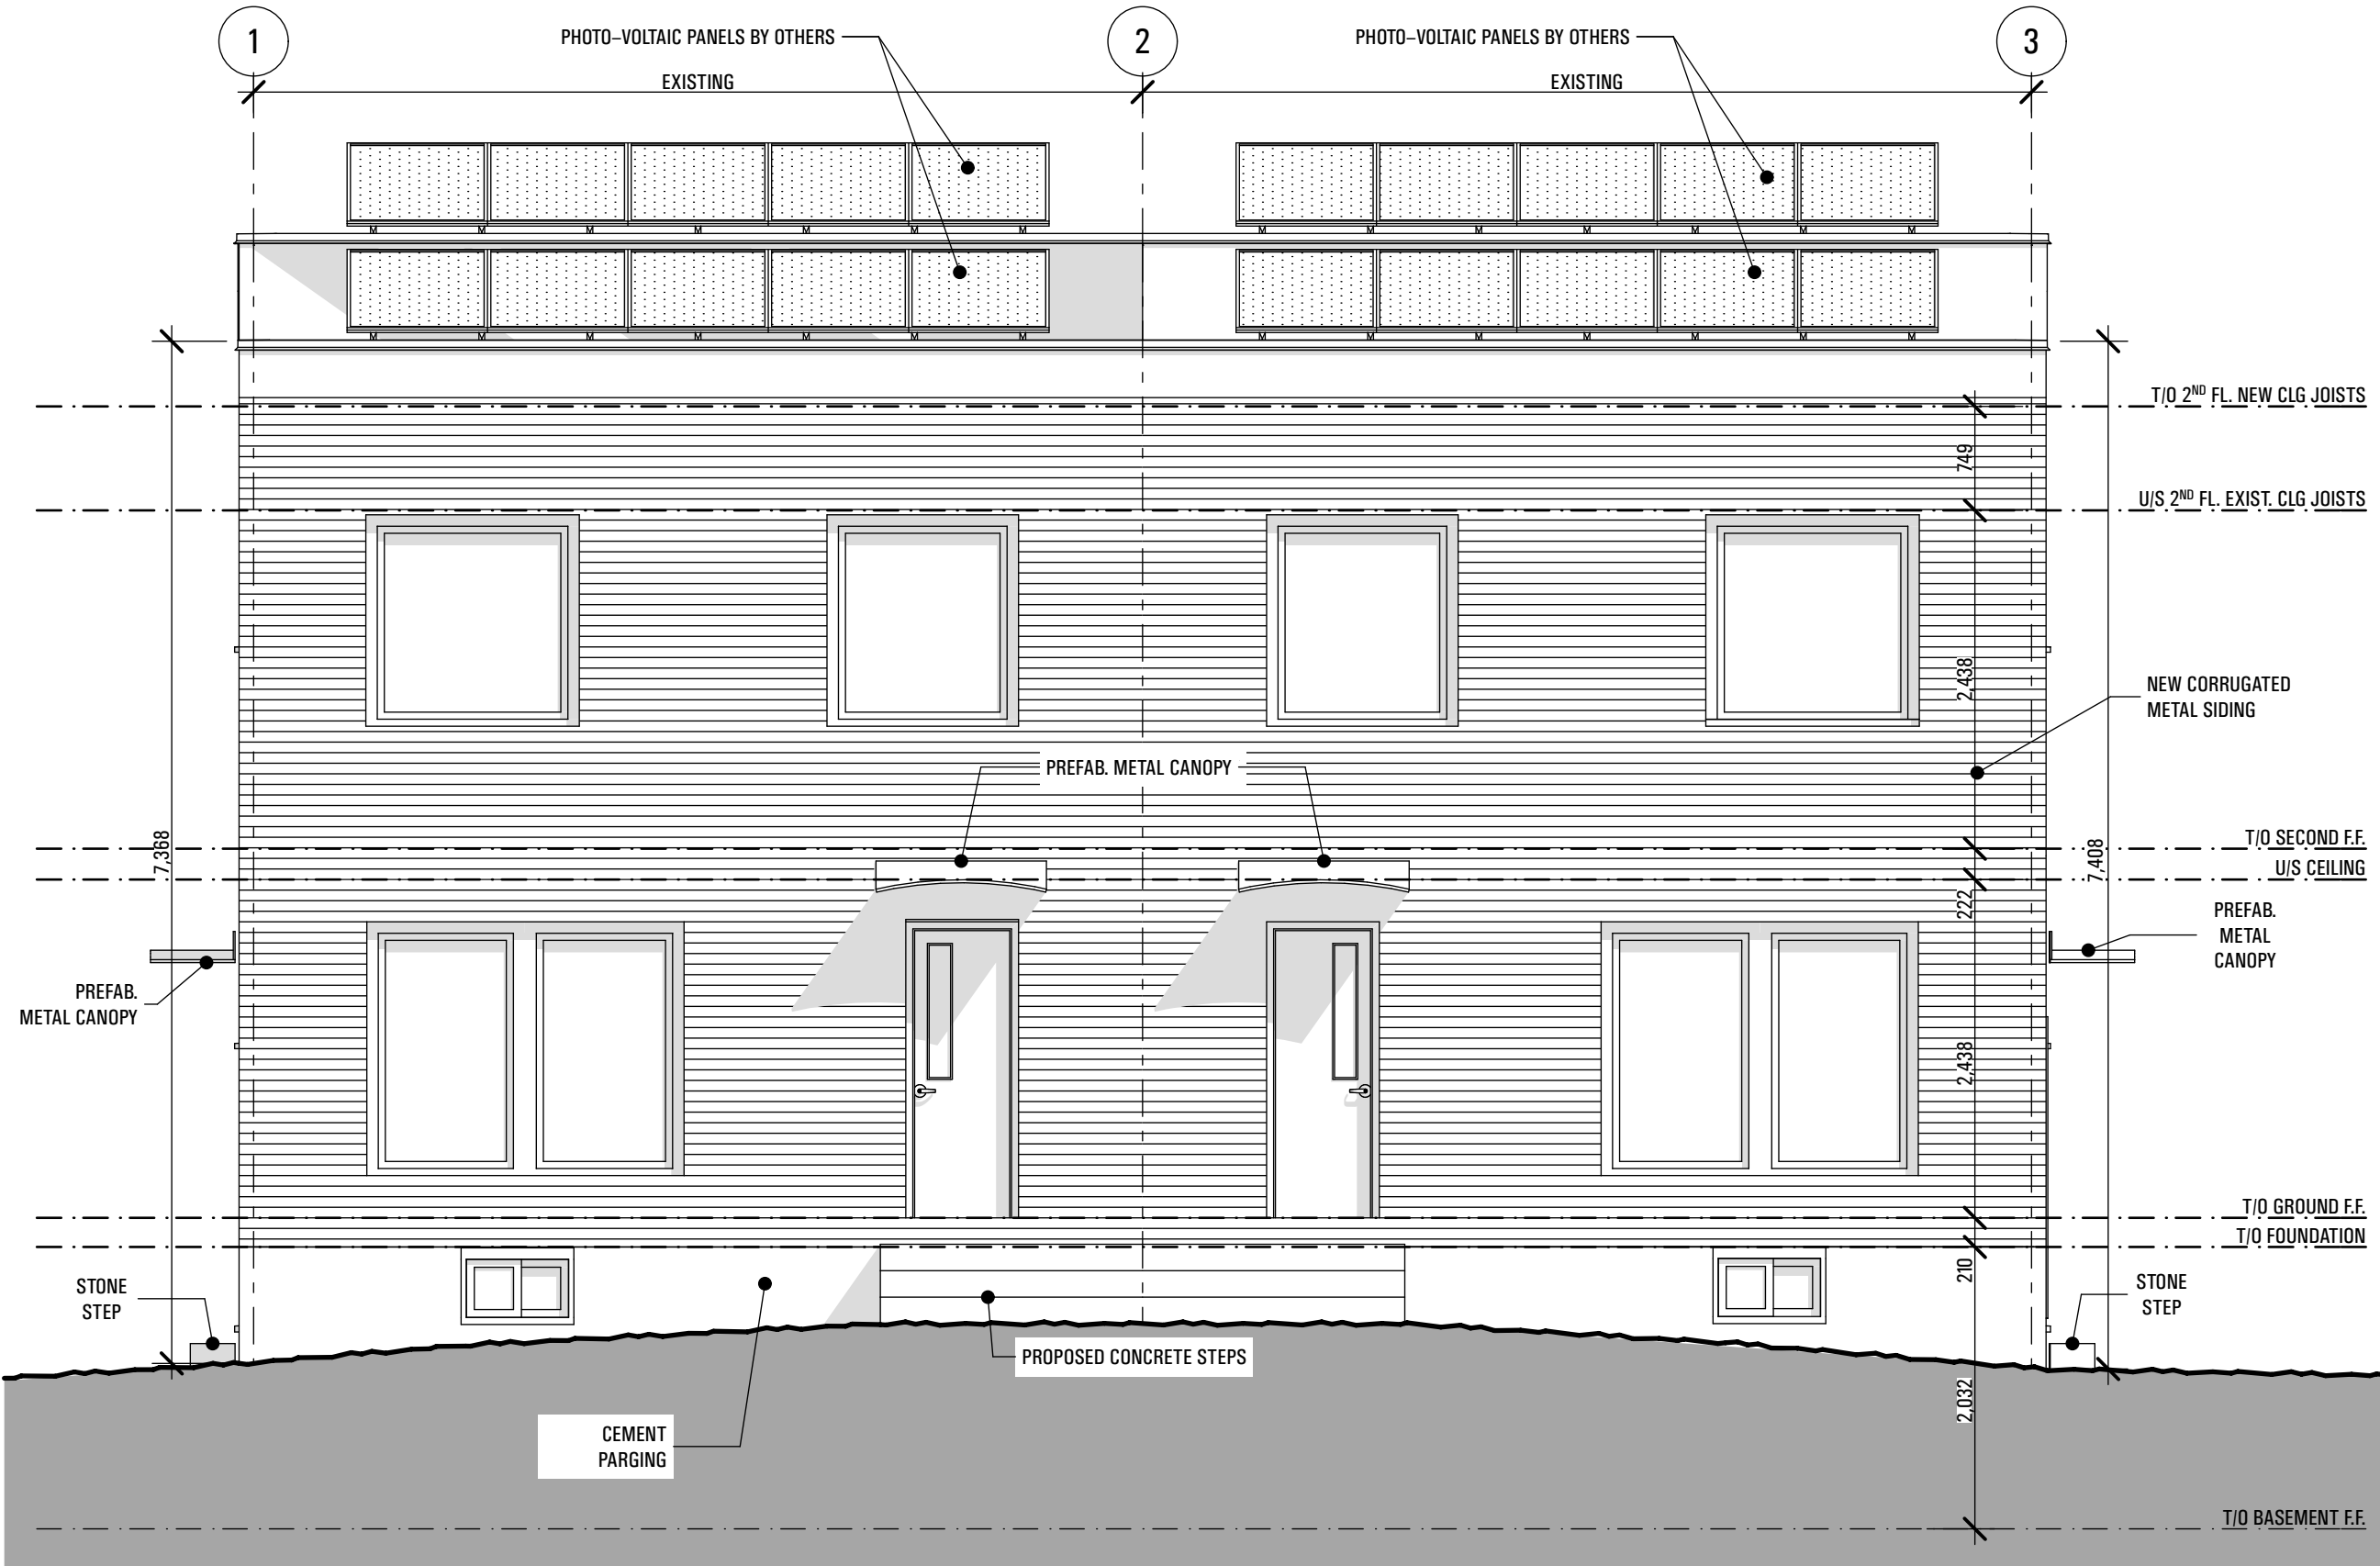 1
2
3
PHOTO–VOLTAIC PANELS BY OTHERS
PHOTO–VOLTAIC PANELS BY OTHERS
EXISTING
EXISTING
T/O 2ND FL. NEW CLG JOISTS
749
U/S 2ND FL. EXIST. CLG JOISTS
2,438
NEW CORRUGATED
METAL SIDING
PREFAB. METAL CANOPY
7,368
T/O SECOND F.F.
7,408
U/S CEILING
222
PREFAB.
METAL
CANOPY
PREFAB.
METAL CANOPY
2,438
T/O GROUND F.F.
T/O FOUNDATION
210
STONE
STEP
STONE
STEP
PROPOSED CONCRETE STEPS
2,032
CEMENT
PARGING
T/O BASEMENT F.F.